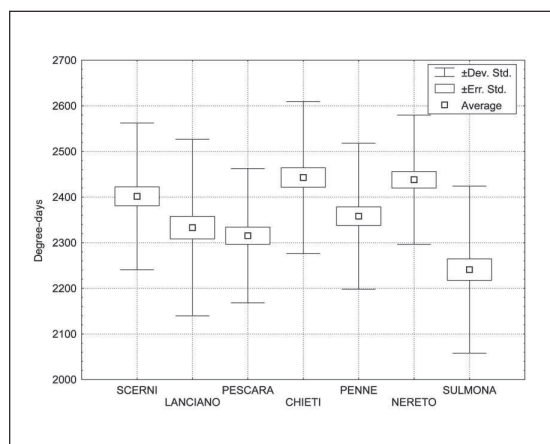 2700
2600
2500
2400
2300
2200
2100
2000
Degree-days
±Dev. Std.
±Err. Std.
Average
SCERNI
LANCIANO
PESCARA
CHIETI
PENNE
NERETO
SULMONA